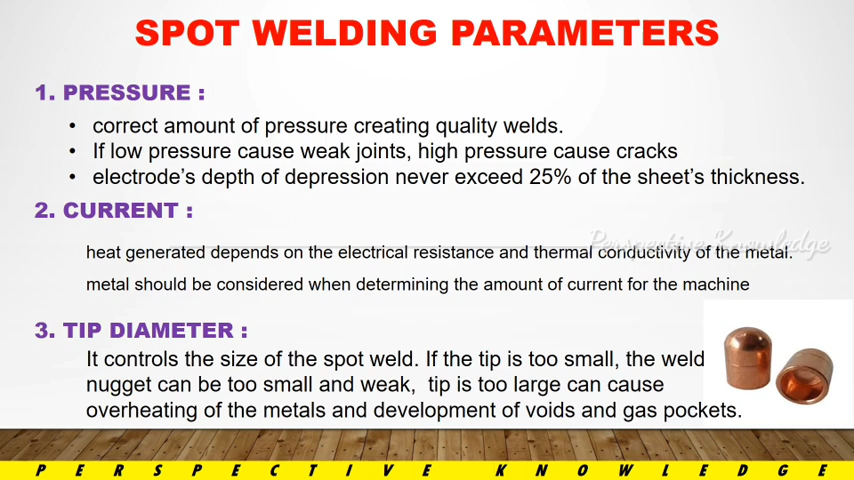 SPOT WELDING PARAMETERS
1. PRESSURE :
• correct amount of pressure creating quality welds.
• If low pressure cause weak joints, high pressure cause cracks
• electrode's depth of depression never exceed 25% of the sheet's thickness.
2. CURRENT :
Perspective Knowledge
heat generated depends on the electrical resistance and thermal conductivity of the metal.
metal should be considered when determining the amount of current for the machine
3. TIP DIAMETER :
It controls the size of the spot weld. If the tip is too small, the weld
nugget can be too small and weak, tip is too large can cause
overheating of the metals and development of voids and gas pockets.
PERSPECTIVE KNOWLEDGE